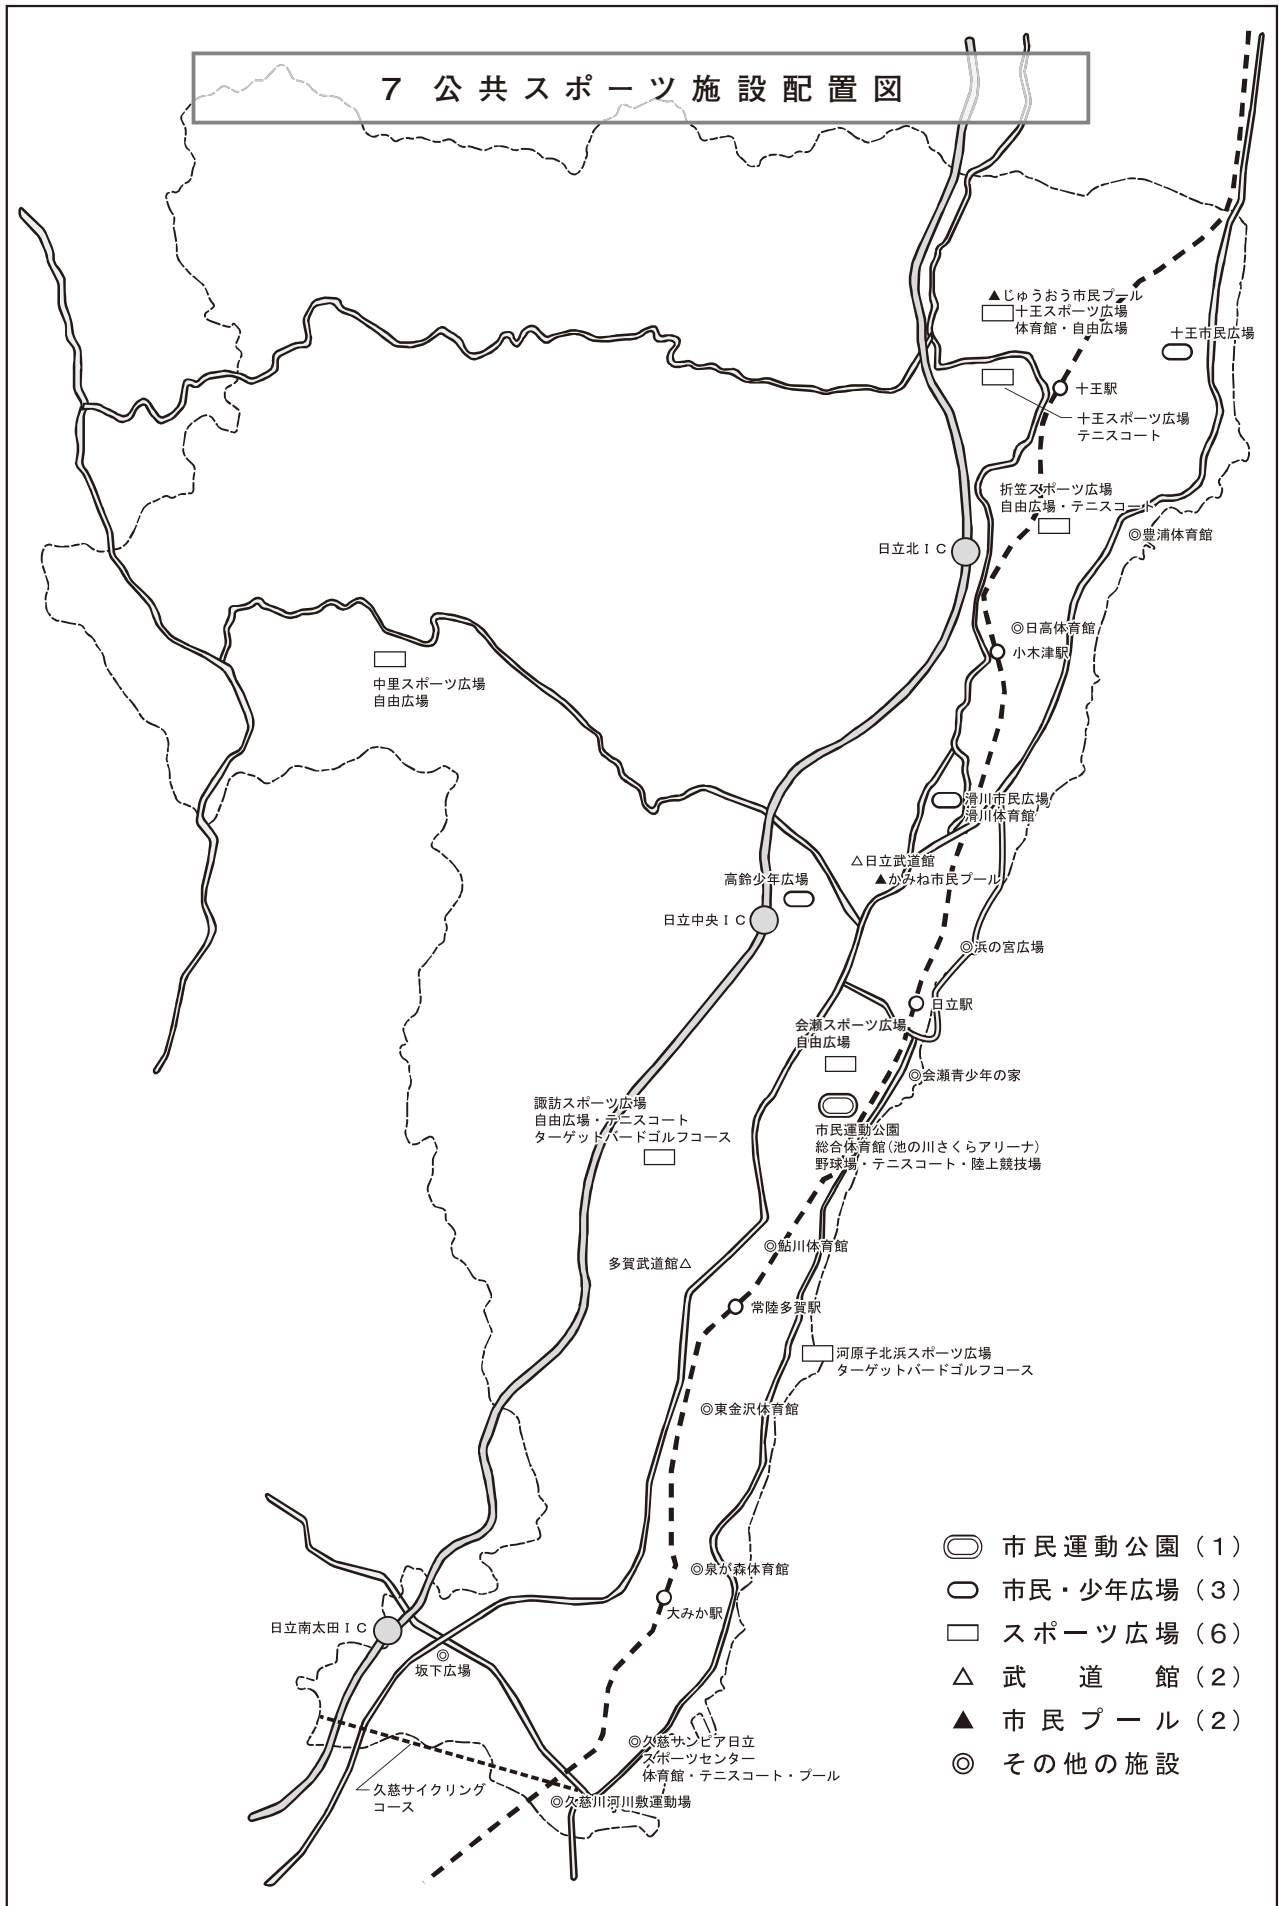 7 公共スポーツ施設配置図
▲じゅうおう市民プール
十王スポーツ広場
体育館・自由広場
十王市民広場
十王駅
十王スポーツ広場
テニスコート
折笠スポーツ広場
自由広場・テニスコート
◎豊浦体育館
日立北ＩＣ
◎日高体育館
小木津駅
中里スポーツ広場
自由広場
滑川市民広場
滑川体育館
△日立武道館
▲かみね市民プール
高鈴少年広場
日立中央ＩＣ
◎浜の宮広場
日立駅
会瀬スポーツ広場
自由広場
◎会瀬青少年の家
諏訪スポーツ広場
自由広場・テニスコート
ターゲットバードゴルフコース
市民運動公園
総合体育館(池の川さくらアリーナ)
野球場・テニスコート・陸上競技場
◎鮎川体育館
多賀武道館△
常陸多賀駅
河原子北浜スポーツ広場
ターゲットバードゴルフコース
◎東金沢体育館
◎泉が森体育館
大みか駅
日立南太田ＩＣ
◎
坂下広場
◎久慈サンピア日立
スポーツセンター
体育館・テニスコート・プール
久慈サイクリング
コース
◎久慈川河川敷運動場
市民運動公園（1）
市民・少年広場（3）
スポーツ広場（6）
△ 武道館（2）
▲ 市民プール（2）
◎ その他の施設